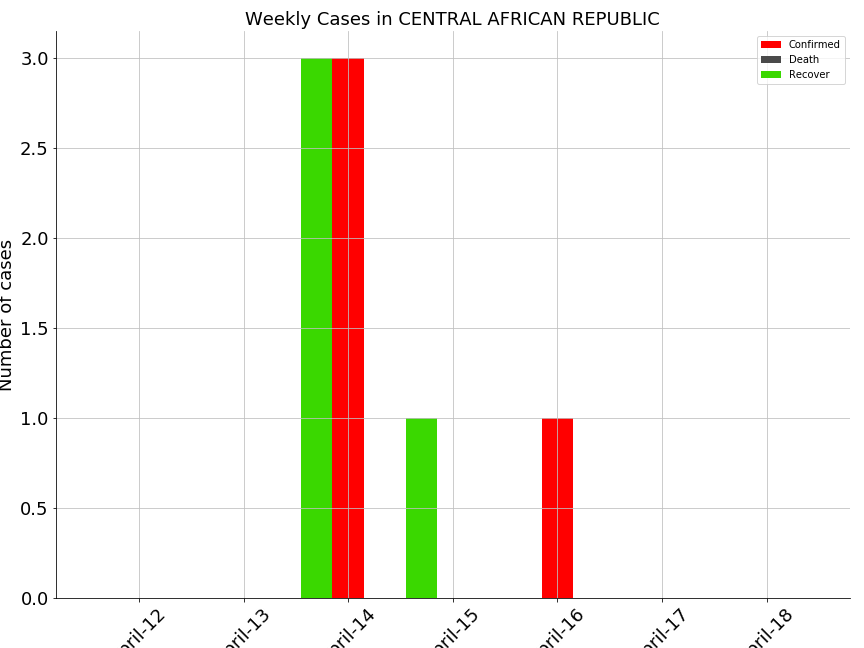 Weekly Cases in CENTRAL AFRICAN REPUBLIC
Confirmed
Death
Recover
Number of cases
3.0
2.5
2.0
1.5
1.0
0.5
0.0
pril-12
pril-13
pril-14
pril-15
pril-16
pril-17
pril-18